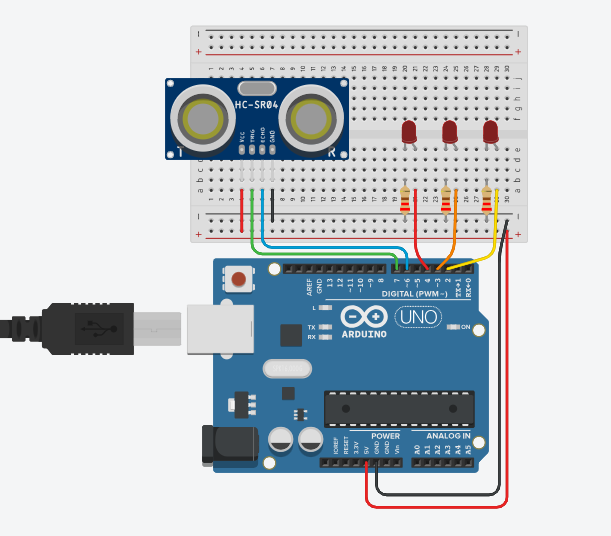 HC-SR04
VCC
TRIG
ECHO
GND
T
R
AREF
GND
13
12
~11
~10
~9
8
7
~6
~5
4
~3
2
TX→1
RX←0
DIGITAL (PWM~)
L
TX
RX
ARDUINO
UNO
ON
POWER
ANALOG IN
IOREF
RESET
3.3V
5V
GND
GND
Vin
A0
A1
A2
A3
A4
A5